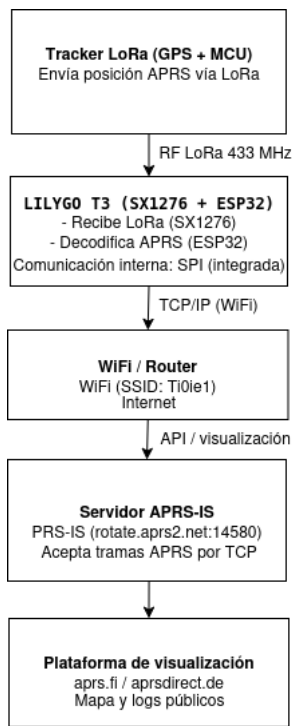 Tracker LoRa (GPS + MCU)
Envía posición APRS vía LoRa
RF LoRa 433 MHz
LILYGO T3 (SX1276 + ESP32)
- Recibe LoRa (SX1276)
- Decodifica APRS (ESP32)
Comunicación interna: SPI (integrada)
TCP/IP (WiFi)
WiFi / Router
WiFi (SSID: Ti0ie1)
Internet
API / visualización
Servidor APRS-IS
PRS-IS (rotate.aprs2.net:14580)
Acepta tramas APRS por TCP
Plataforma de visualización
aprs.fi / aprsdirect.de
Mapa y logs públicos